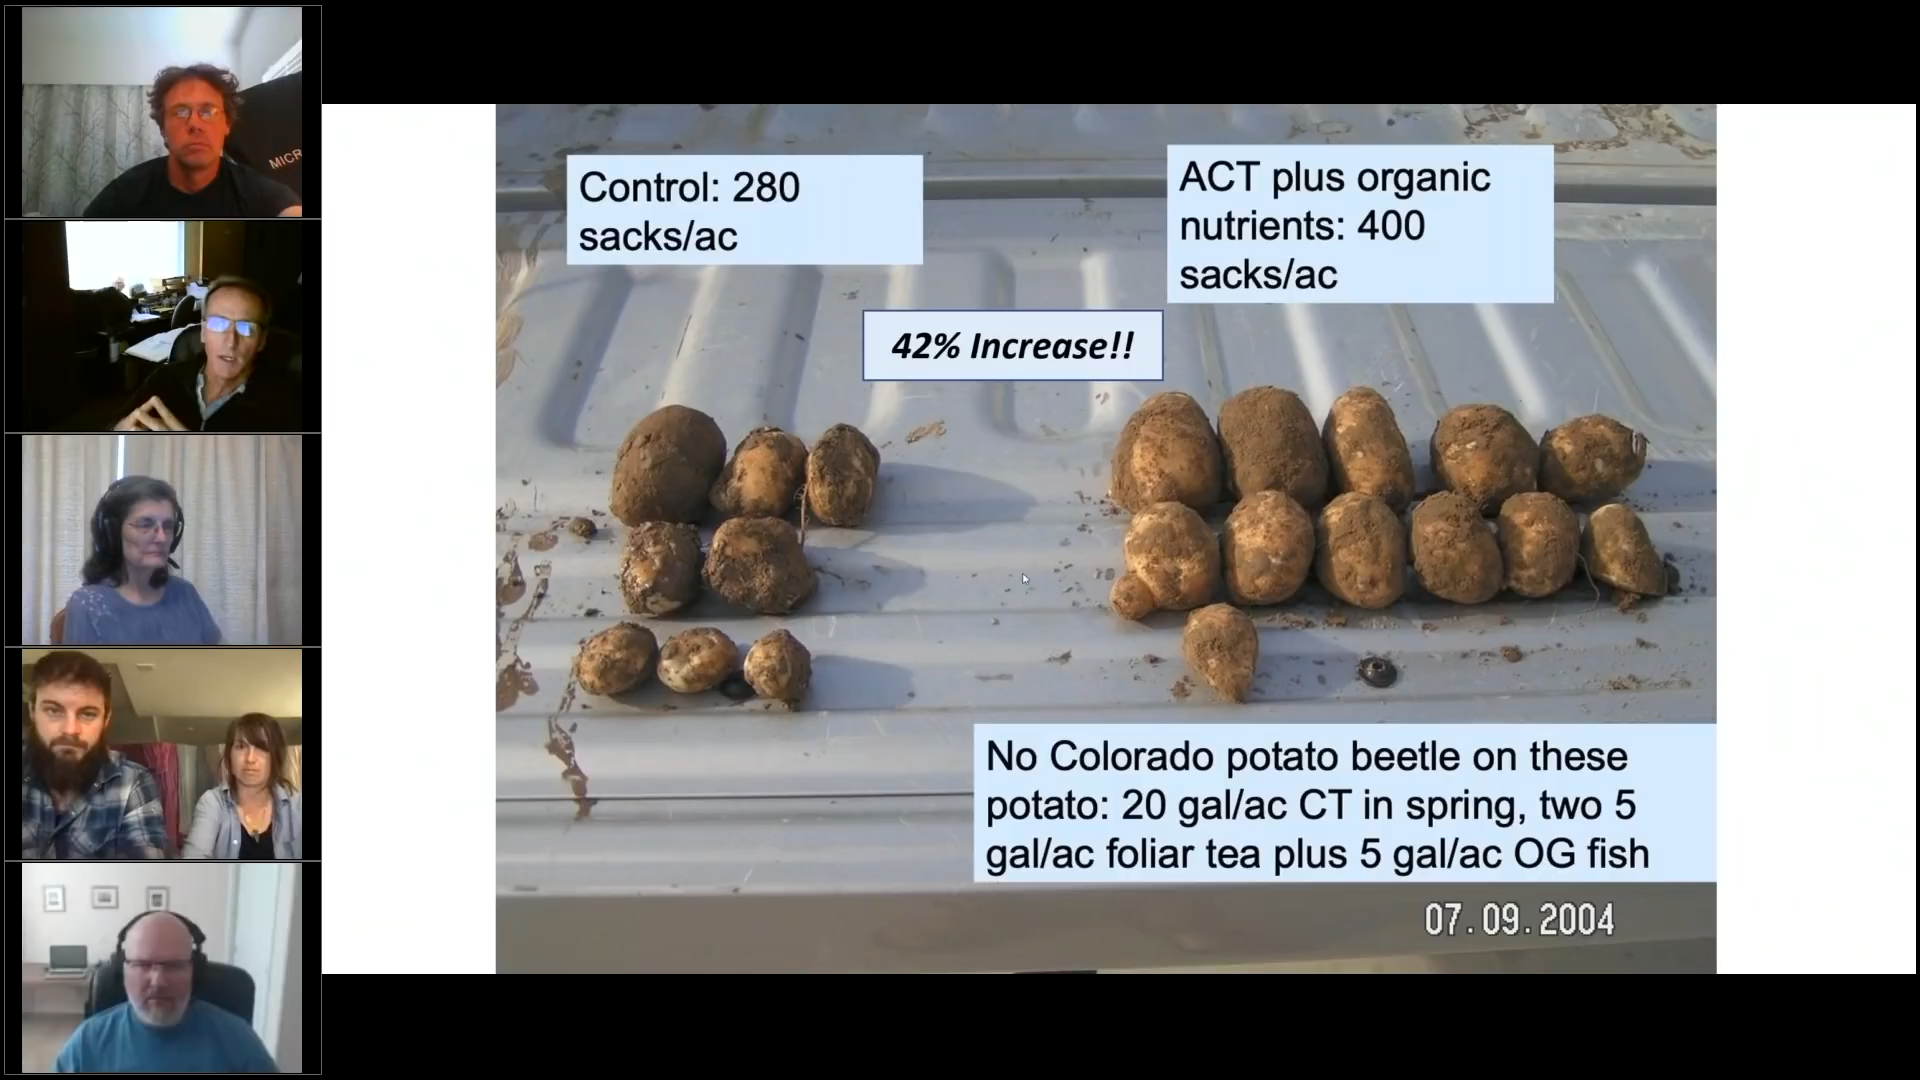 MICR
Control: 280
sacks/ac
ACT plus organic
nutrients: 400
sacks/ac
42% Increase!!
No Colorado potato beetle on these
potato: 20 gal/ac CT in spring, two 5
gal/ac foliar tea plus 5 gal/ac OG fish
07.09.2004